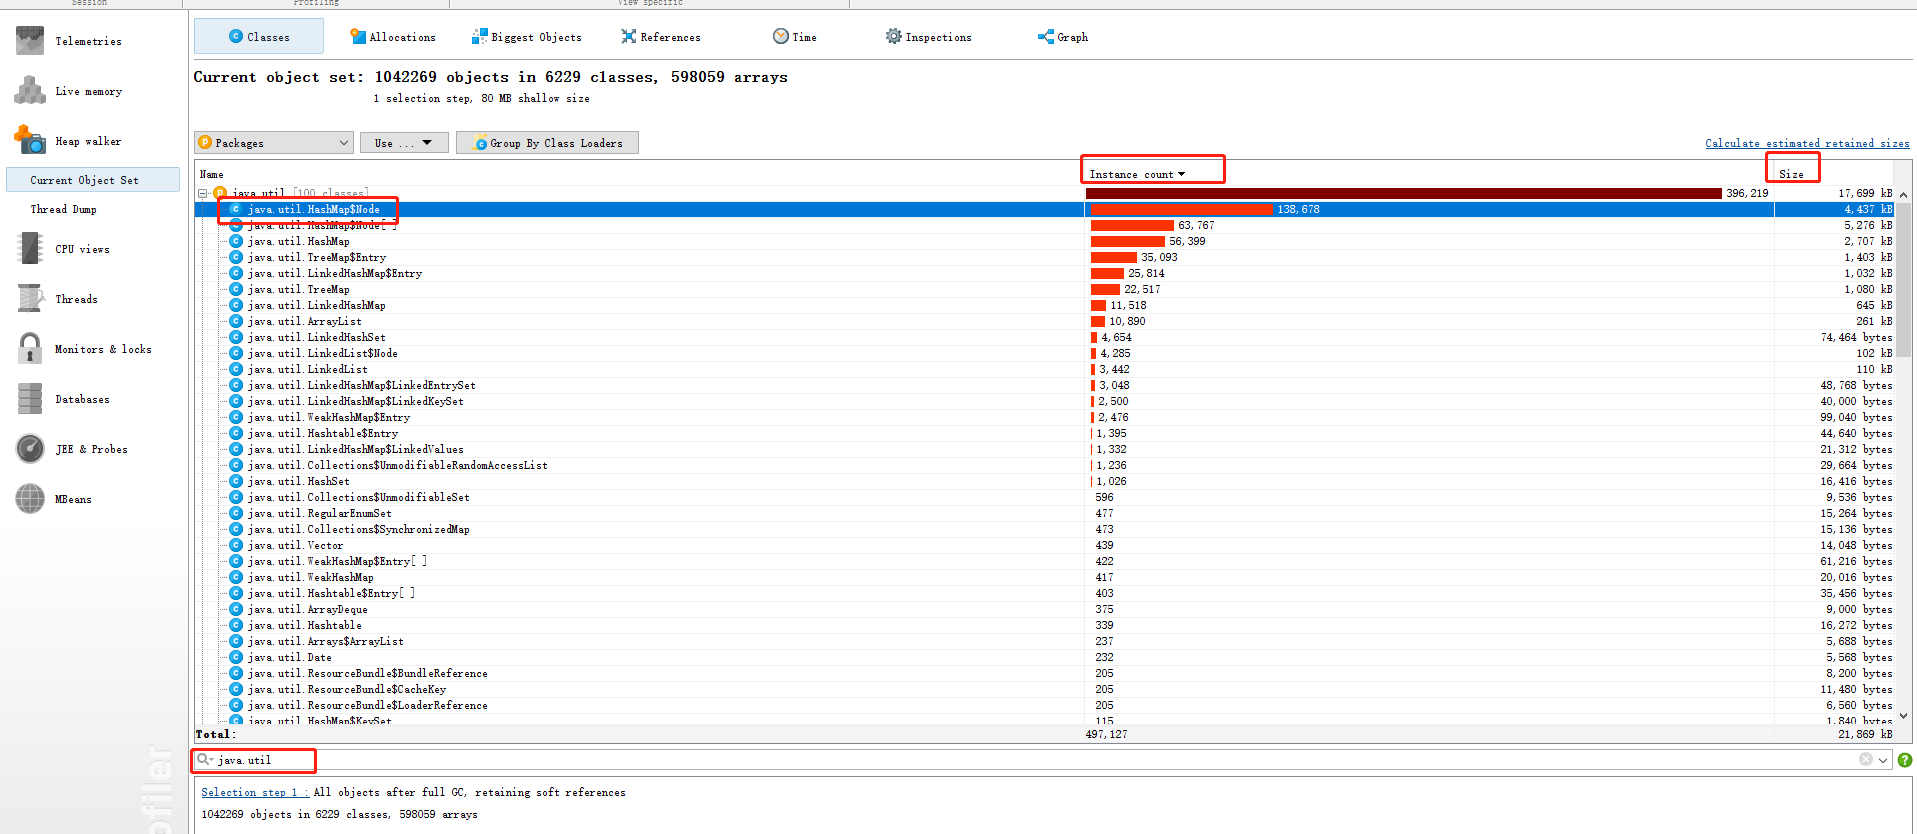 Session Profiling View specific
Telemetries
Live memory
Heap walker
Current Object Set
Thread Dump
CPU views
Threads
Monitors & locks
Databases
JEE & Probes
MBeans
Classes Allocations Biggest Objects References Time Inspections Graph
Current object set: 1042269 objects in 6229 classes, 598059 arrays
1 selection step, 80 MB shallow size
Packages Use ... Group By Class Loaders Calculate estimated retained sizes
Name Instance count Size
java.util [100 classes] 396,219 17,699 kB
java.util.HashMap$Node 138,678 4,437 kB
java.util.HashMap$Node[ ] 63,767 5,276 kB
java.util.HashMap 56,399 2,707 kB
java.util.TreeMap$Entry 35,093 1,403 kB
java.util.LinkedHashMap$Entry 25,814 1,032 kB
java.util.TreeMap 22,517 1,080 kB
java.util.LinkedHashMap 11,518 645 kB
java.util.ArrayList 10,890 261 kB
java.util.LinkedHashSet 4,654 74,464 bytes
java.util.LinkedList$Node 4,285 102 kB
java.util.LinkedList 3,442 110 kB
java.util.LinkedHashMap$LinkedEntrySet 3,048 48,768 bytes
java.util.LinkedHashMap$LinkedKeySet 2,500 40,000 bytes
java.util.WeakHashMap$Entry 2,476 99,040 bytes
java.util.Hashtable$Entry 1,395 44,640 bytes
java.util.LinkedHashMap$LinkedValues 1,332 21,312 bytes
java.util.Collections$UnmodifiableRandomAccessList 1,236 29,664 bytes
java.util.HashSet 1,026 16,416 bytes
java.util.Collections$UnmodifiableSet 596 9,536 bytes
java.util.RegularEnumSet 477 15,264 bytes
java.util.Collections$SynchronizedMap 473 15,136 bytes
java.util.Vector 439 14,048 bytes
java.util.WeakHashMap$Entry[ ] 422 61,216 bytes
java.util.WeakHashMap 417 20,016 bytes
java.util.Hashtable$Entry[ ] 403 35,456 bytes
java.util.ArrayDeque 375 9,000 bytes
java.util.Hashtable 339 16,272 bytes
java.util.Arrays$ArrayList 237 5,688 bytes
java.util.Date 232 5,568 bytes
java.util.ResourceBundle$BundleReference 205 8,200 bytes
java.util.ResourceBundle$CacheKey 205 11,480 bytes
java.util.ResourceBundle$LoaderReference 205 6,560 bytes
java.util.HashMap$KeySet 115 1,840 bytes
Total: 497,127 21,869 kB
java.util
Selection step 1 : All objects after full GC, retaining soft references
1042269 objects in 6229 classes, 598059 arrays
ofiler